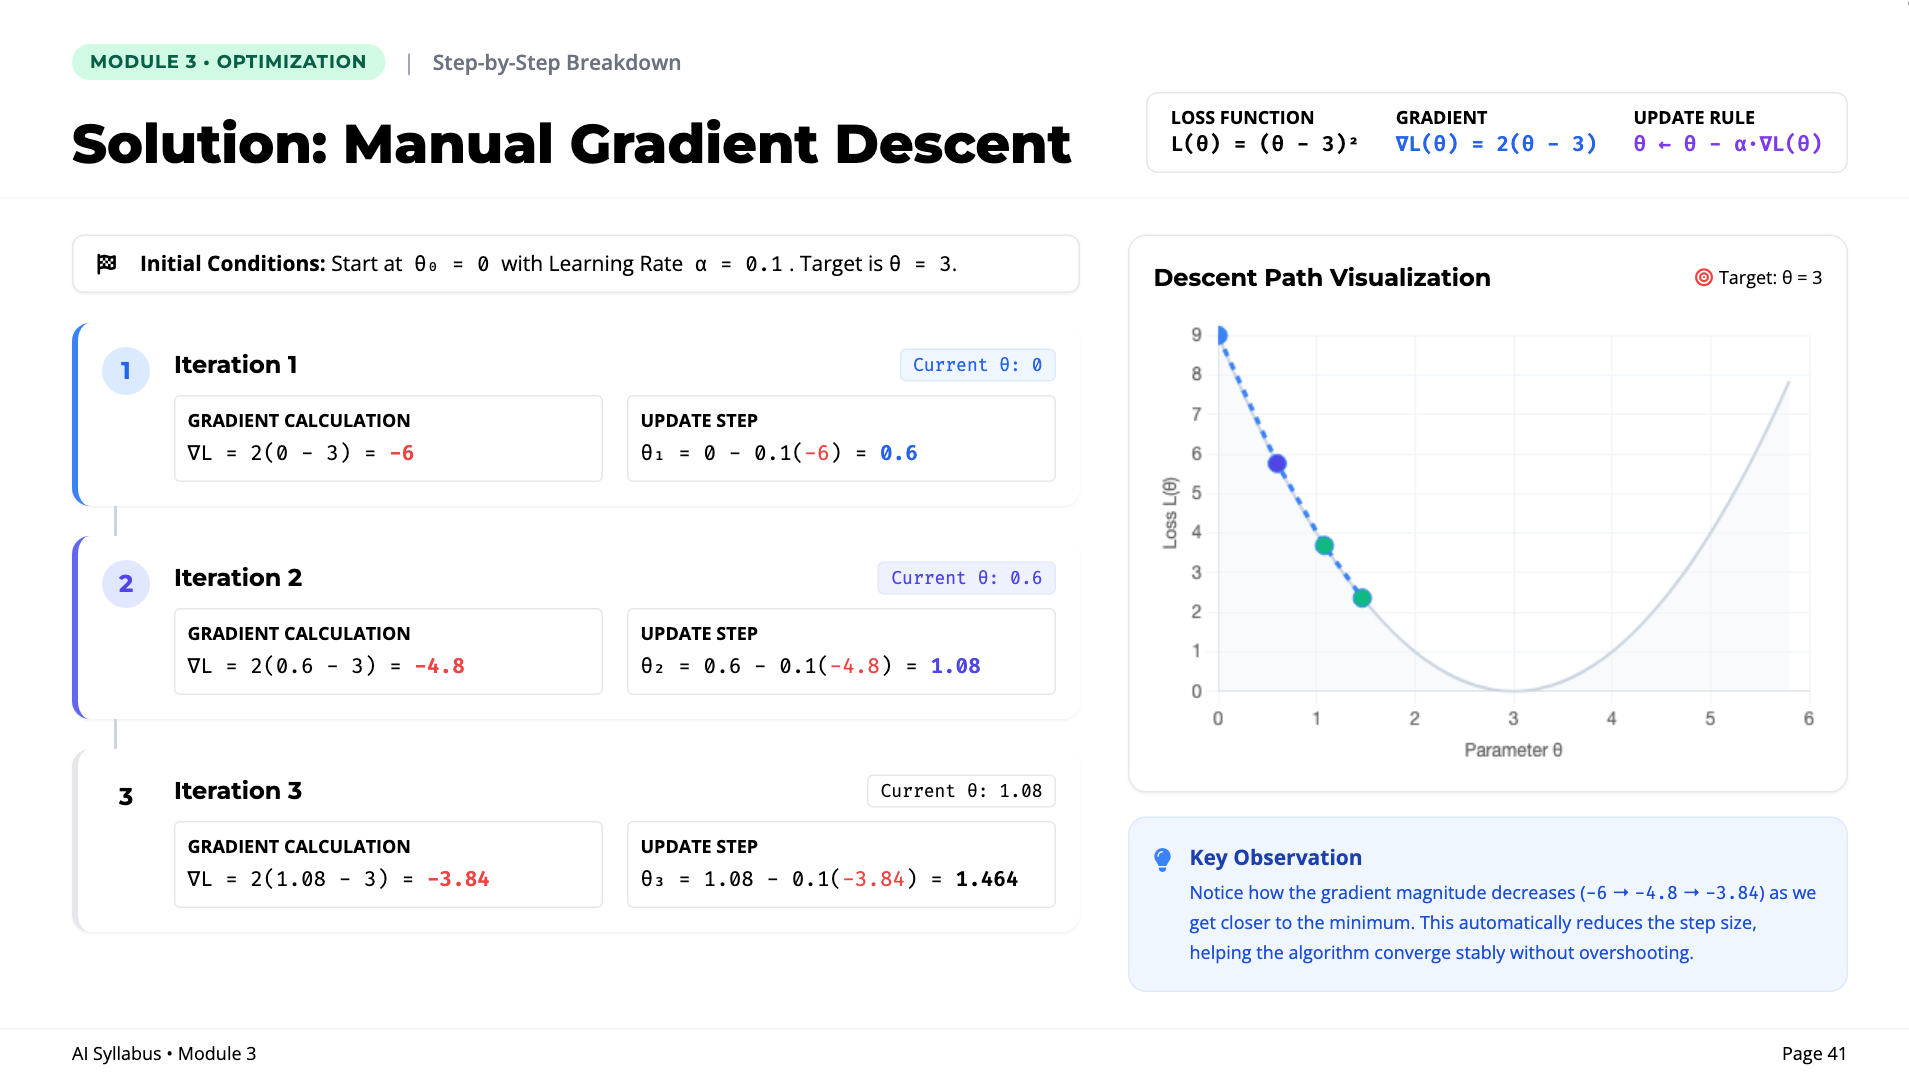 MODULE 3 • OPTIMIZATION | Step-by-Step Breakdown
Solution: Manual Gradient Descent
LOSS FUNCTION
L(θ) = (θ − 3)²
GRADIENT
∇L(θ) = 2(θ − 3)
UPDATE RULE
θ ← θ − α·∇L(θ)
Initial Conditions: Start at θ₀ = 0 with Learning Rate α = 0.1. Target is θ = 3.
1
Iteration 1
Current θ: 0
GRADIENT CALCULATION
∇L = 2(0 − 3) = −6
UPDATE STEP
θ₁ = 0 − 0.1(−6) = 0.6
2
Iteration 2
Current θ: 0.6
GRADIENT CALCULATION
∇L = 2(0.6 − 3) = −4.8
UPDATE STEP
θ₂ = 0.6 − 0.1(−4.8) = 1.08
3
Iteration 3
Current θ: 1.08
GRADIENT CALCULATION
∇L = 2(1.08 − 3) = −3.84
UPDATE STEP
θ₃ = 1.08 − 0.1(−3.84) = 1.464
Descent Path Visualization
Target: θ = 3
9
8
7
6
5
4
3
2
1
0
Loss L(θ)
0 1 2 3 4 5 6
Parameter θ
Key Observation
Notice how the gradient magnitude decreases (−6 → −4.8 → −3.84) as we
get closer to the minimum. This automatically reduces the step size,
helping the algorithm converge stably without overshooting.
AI Syllabus • Module 3
Page 41